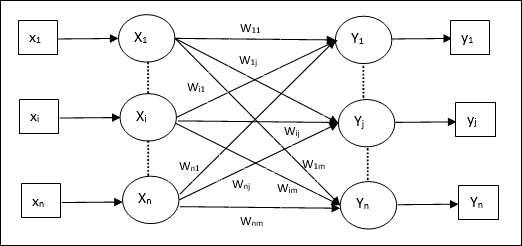 x1 X1 W11 Y1 y1
W1j
Wi1
xi Xi Wij Yj yj
Wn1 W1m
Wnj Wim
xn Xn Yn Yn
Wnm